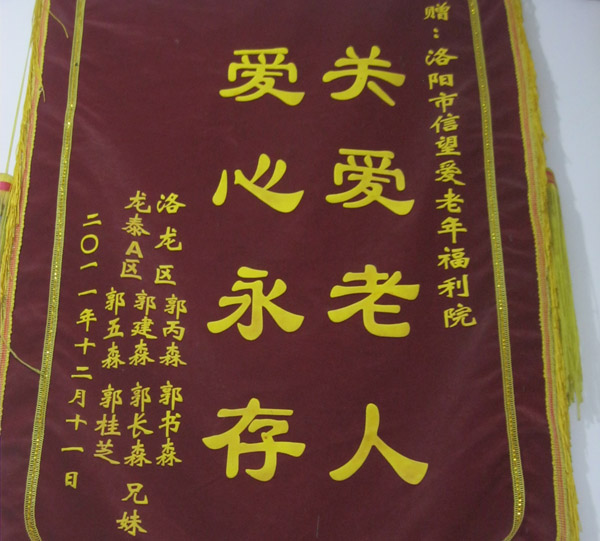 赠：洛阳市信望爱老年福利院
关爱老人
爱心永存
洛龙区 郭丙森 郭书森
龙泰A区 郭建森 郭长森 兄妹
郭五森 郭桂芝
二〇一一年十二月十一日